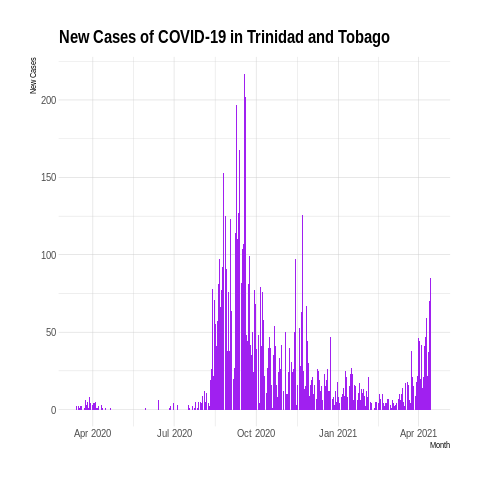 New Cases of COVID-19 in Trinidad and Tobago
New Cases
200
150
100
50
0
Apr 2020 Jul 2020 Oct 2020 Jan 2021 Apr 2021
Month